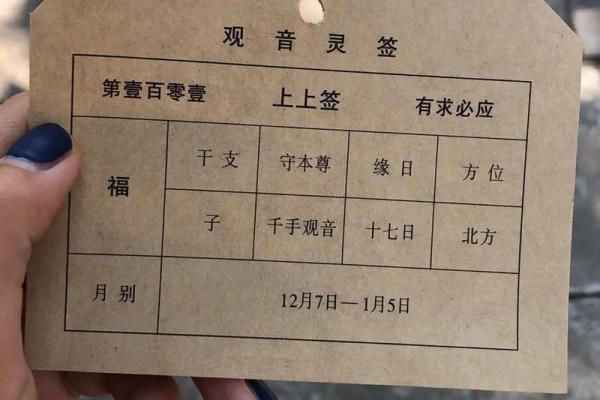 观音灵签
第壹百零壹 上上签 有求必应
福 干支 守本尊 缘日 方位
子 千手观音 十七日 北方
月别 12月7日—1月5日